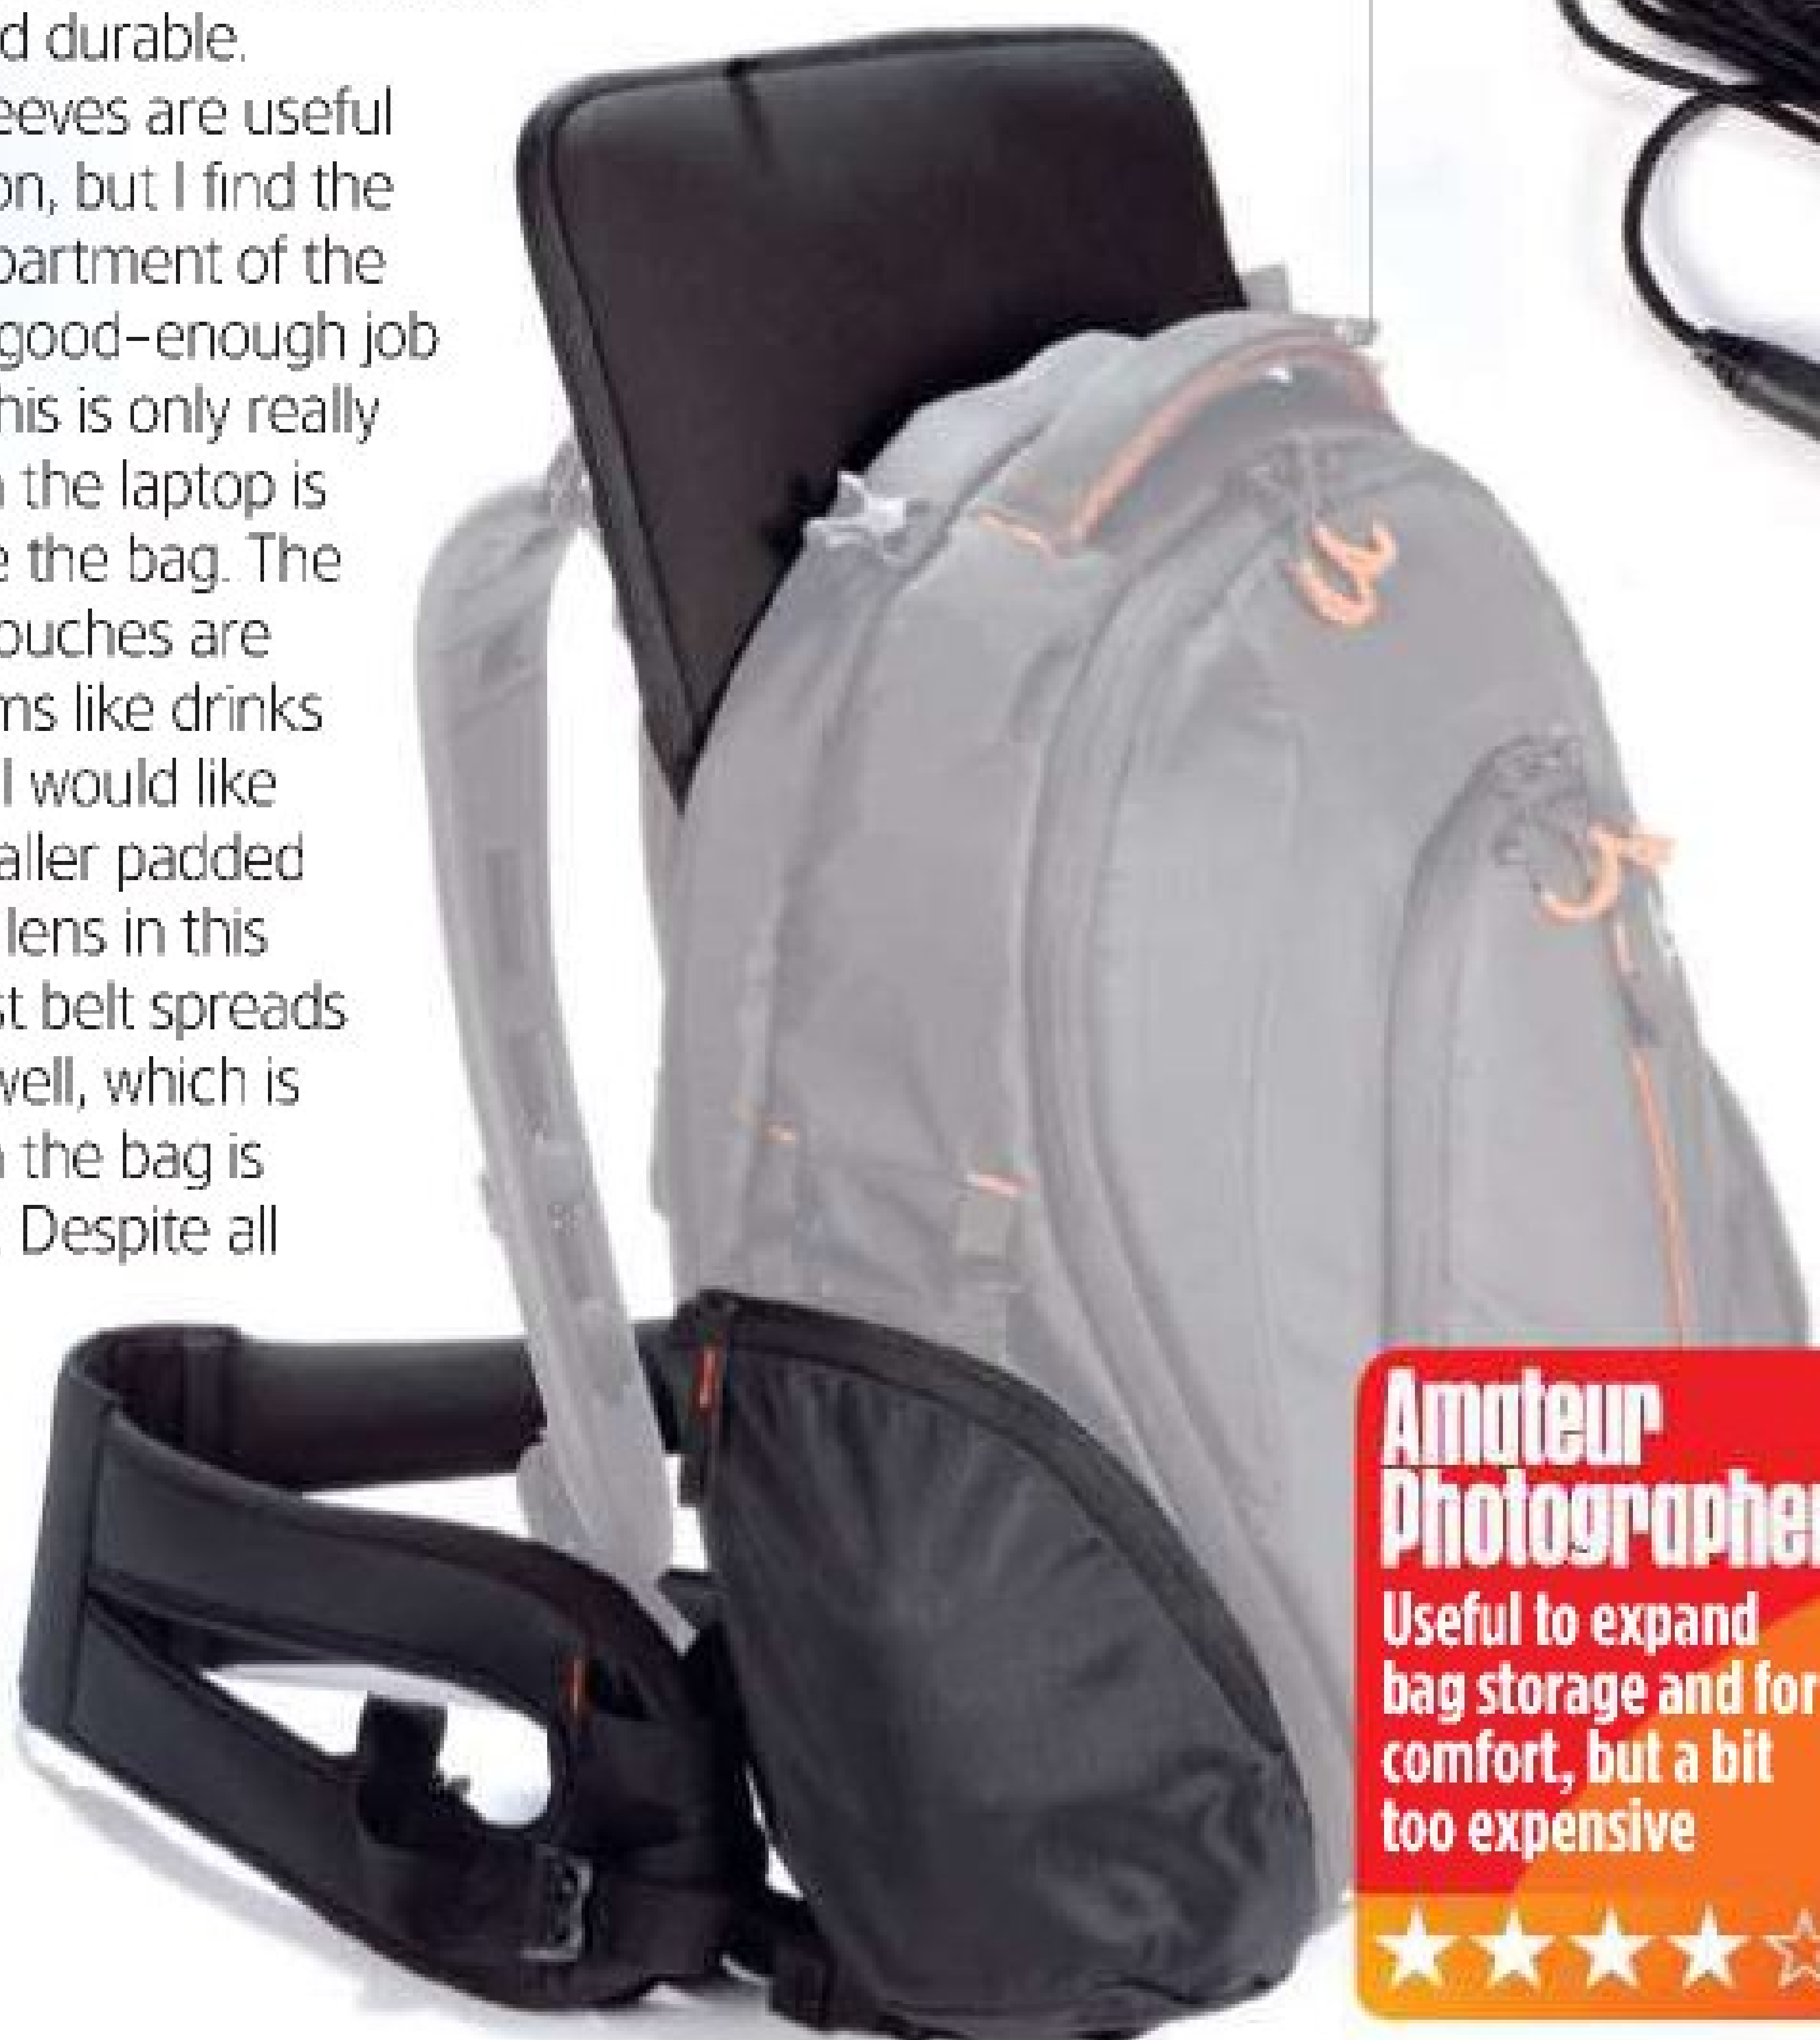 d durable.
eeves are useful
on, but I find the
partment of the
good-enough job
his is only really
the laptop is
e the bag. The
ouches are
ms like drinks
I would like
aller padded
lens in this
st belt spreads
well, which is
the bag is
. Despite all
Amateur
Photographer
Useful to expand
bag storage and for
comfort, but a bit
too expensive